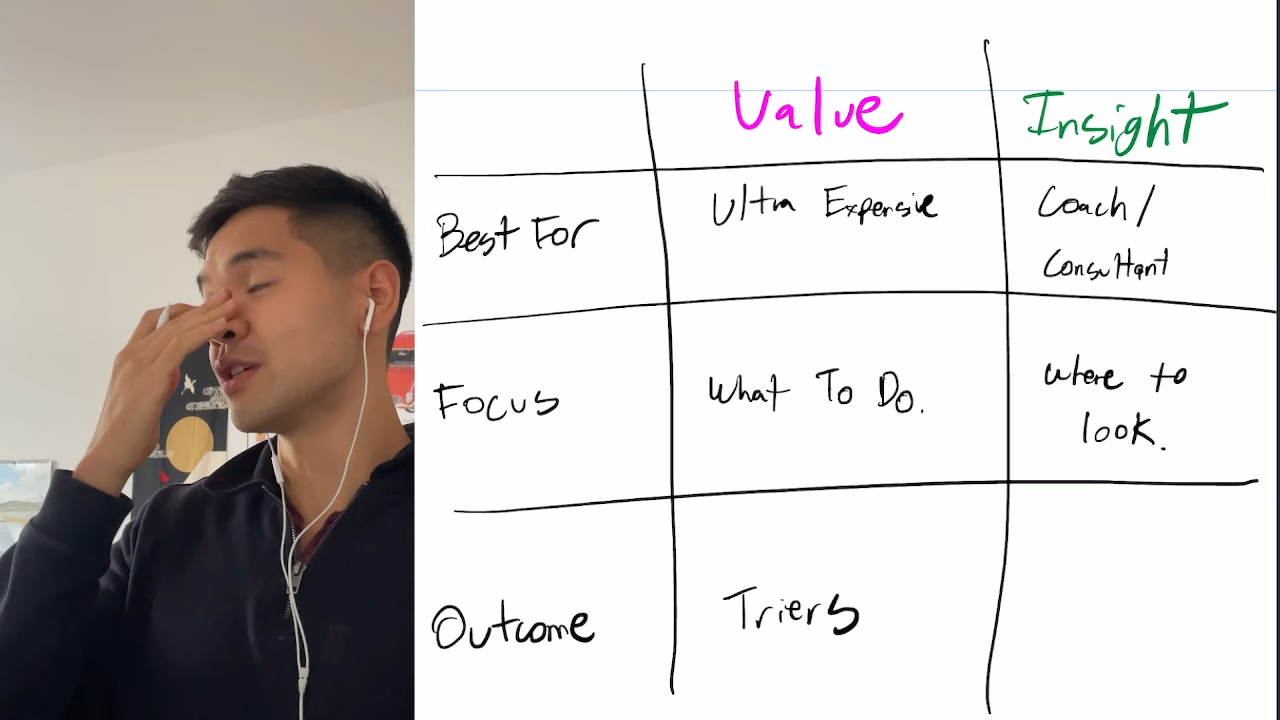 Value
Insight
Best For
Ultra Expensive
Coach/
Consultant
Focus
What To Do.
where to
look.
Outcome
Triers